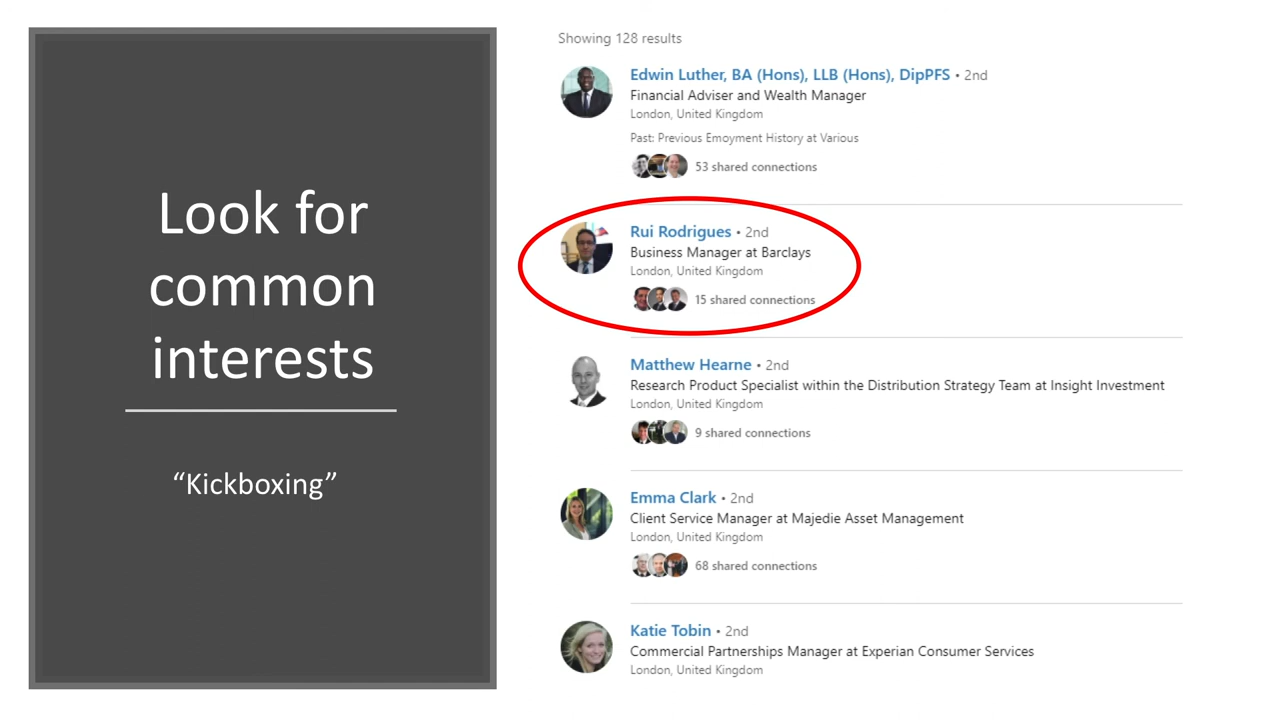 Look for
common
interests
“Kickboxing”
Showing 128 results
Edwin Luther, BA (Hons), LLB (Hons), DipPFS • 2nd
Financial Adviser and Wealth Manager
London, United Kingdom
Past: Previous Emoyment History at Various
53 shared connections
Rui Rodrigues • 2nd
Business Manager at Barclays
London, United Kingdom
15 shared connections
Matthew Hearne • 2nd
Research Product Specialist within the Distribution Strategy Team at Insight Investment
London, United Kingdom
9 shared connections
Emma Clark • 2nd
Client Service Manager at Majedie Asset Management
London, United Kingdom
68 shared connections
Katie Tobin • 2nd
Commercial Partnerships Manager at Experian Consumer Services
London, United Kingdom